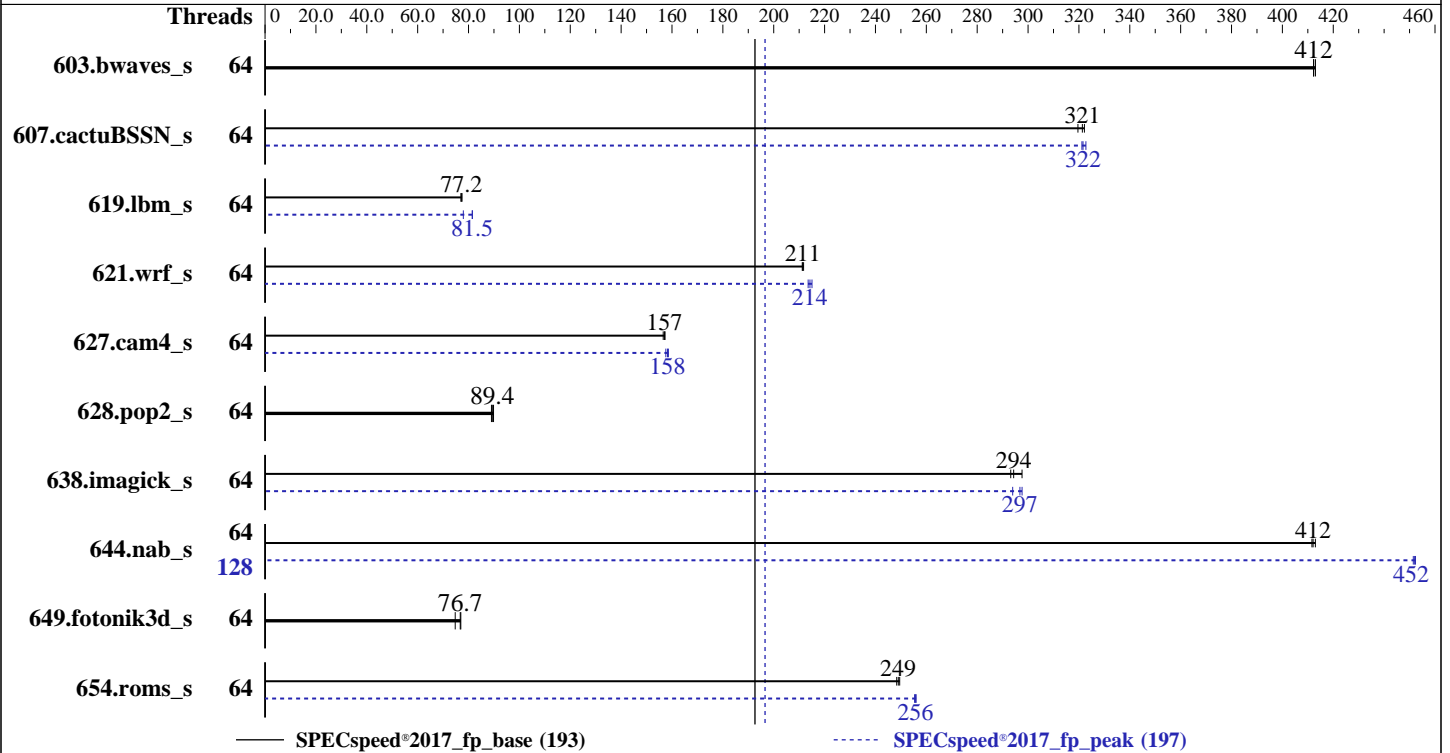 Threads 0 20.0 40.0 60.0 80.0 100 120 140 160 180 200 220 240 260 280 300 320 340 360 380 400 420 460
603.bwaves_s 64 412
607.cactuBSSN_s 64 321
322
619.lbm_s 64 77.2
81.5
621.wrf_s 64 211
214
627.cam4_s 64 157
158
628.pop2_s 64 89.4
638.imagick_s 64 294
297
644.nab_s 64 412
128 452
649.fotonik3d_s 64 76.7
654.roms_s 64 249
256
SPECspeed®2017_fp_base (193) SPECspeed®2017_fp_peak (197)